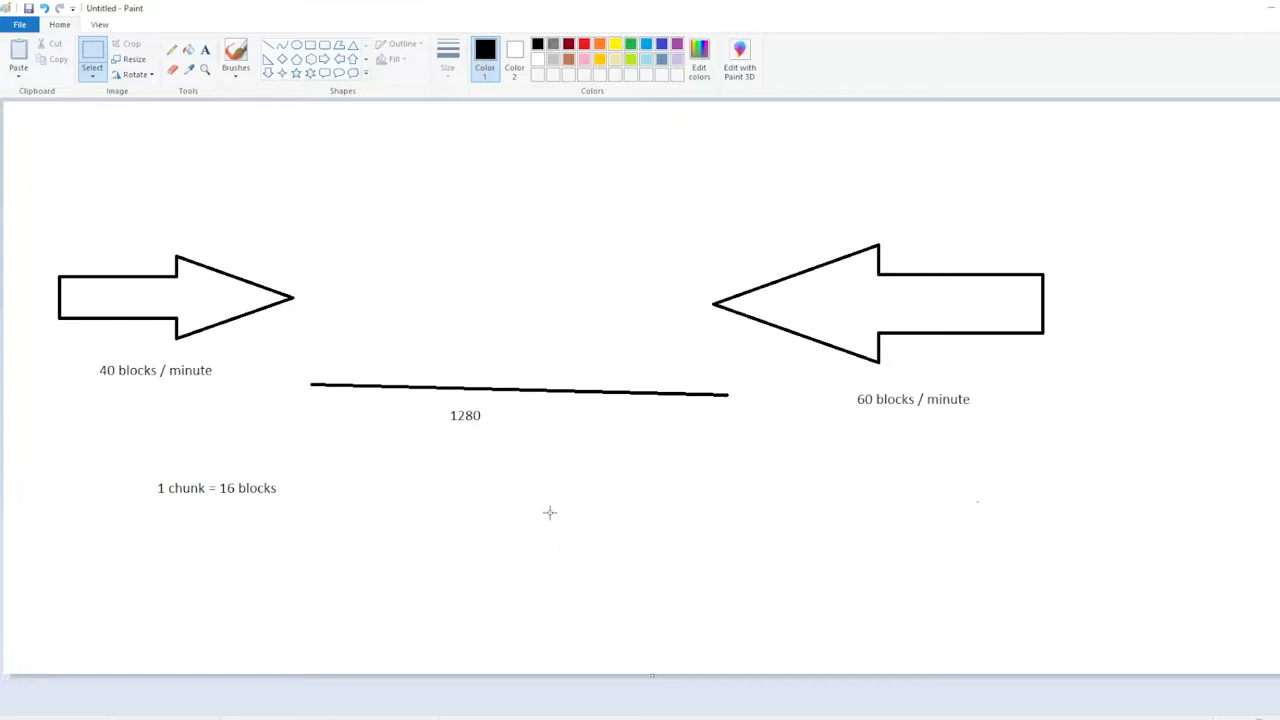 Untitled - Paint
File Home View
Paste
Cut
Copy
Clipboard
Select
Crop
Resize
Rotate
Image
A
Tools
Brushes
Outline
Fill
Shapes
Size
Color 1
Color 2
Edit colors
Colors
Edit with Paint 3D
40 blocks / minute
60 blocks / minute
1280
1 chunk = 16 blocks